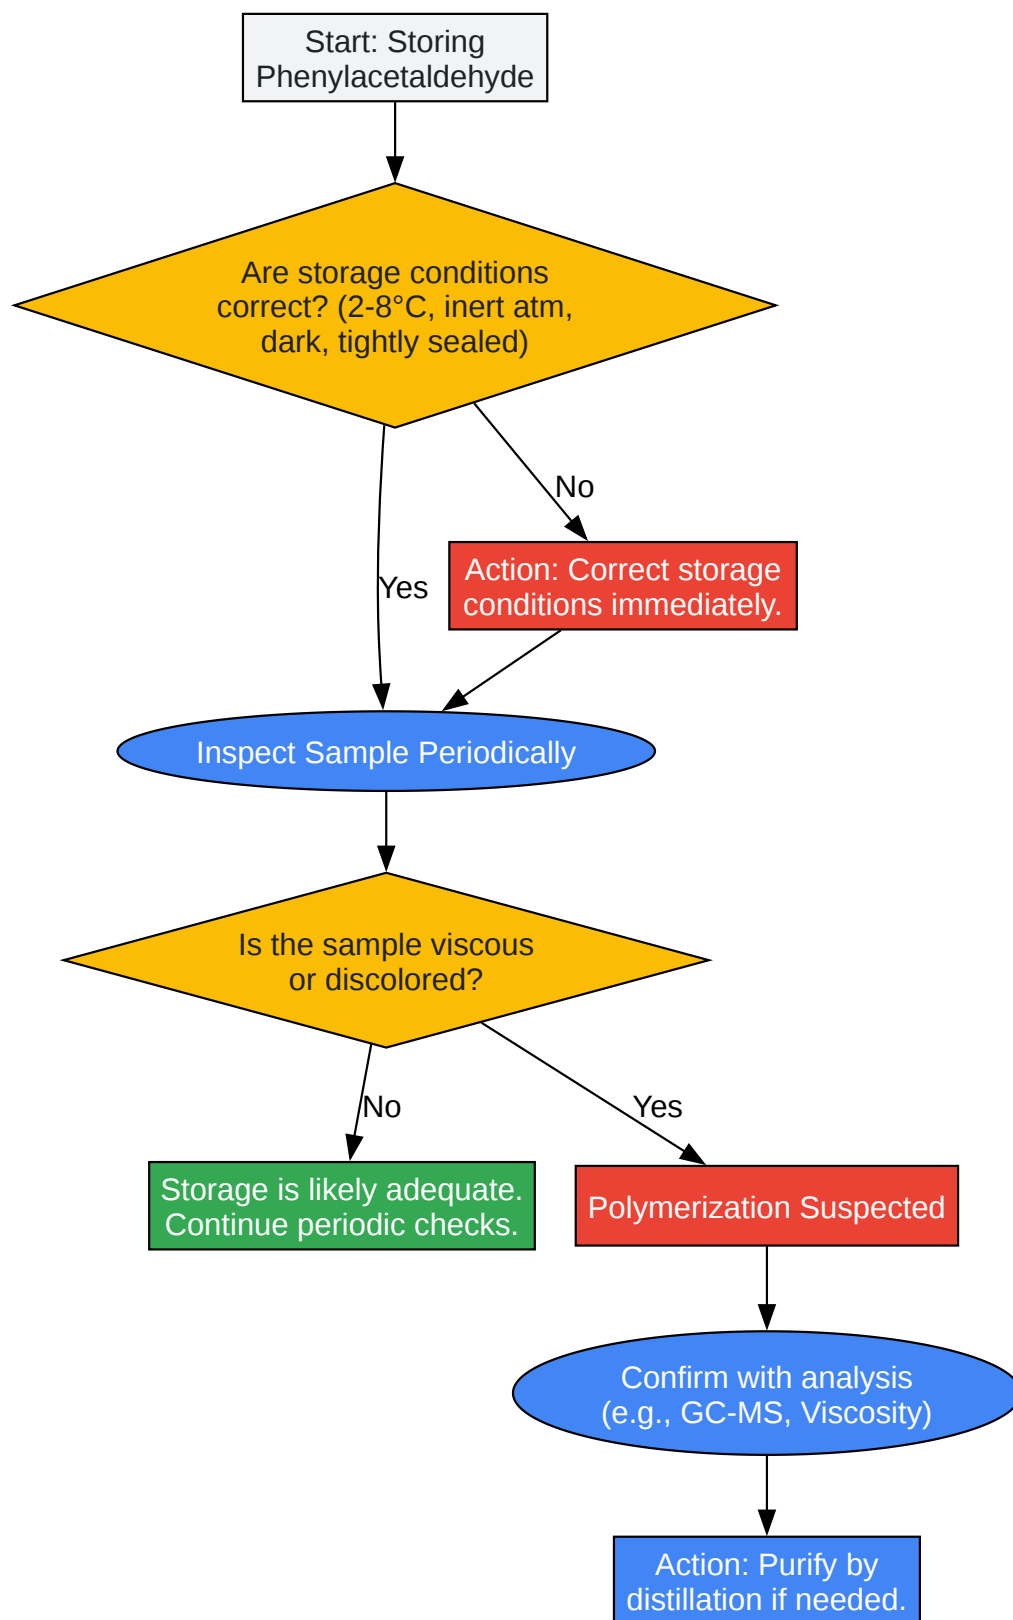 Start: Storing
Phenylacetaldehyde
Are storage conditions
correct? (2-8°C, inert atm,
dark, tightly sealed)
No
Action: Correct storage
conditions immediately.
Yes
Inspect Sample Periodically
Is the sample viscous
or discolored?
No
Yes
Storage is likely adequate.
Continue periodic checks.
Polymerization Suspected
Confirm with analysis
(e.g., GC-MS, Viscosity)
Action: Purify by
distillation if needed.